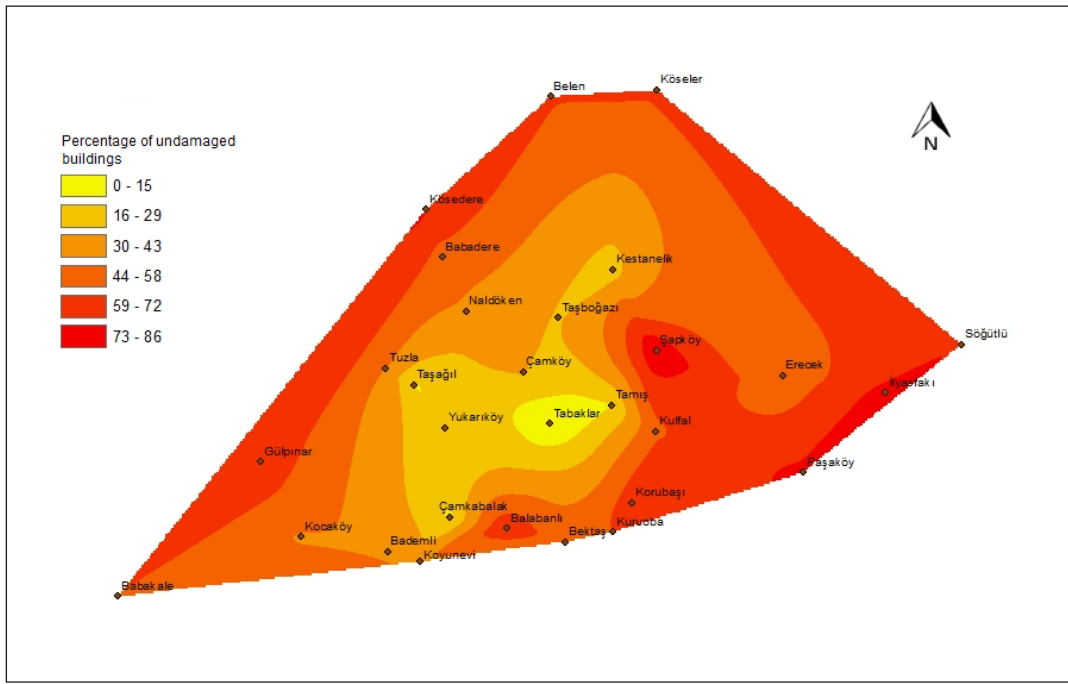 Belen
Köseler
N
Percentage of undamaged
buildings
0 - 15
16 - 29
30 - 43
44 - 58
59 - 72
73 - 86
Kösedere
Babadere
Kestanelik
Naldöken
Taşboğazı
Şapköy
Söğütlü
Tuzla
Çamköy
Erecek
Taşağıl
İlyasfakı
Tamış
Yukarıköy
Tabaklar
Kulfal
Gülpınar
Paşaköy
Korubaşı
Çamkabalak
Balabanlı
Kocaköy
Bektaş
Kuruoba
Bademli
Koyunevi
Babakale